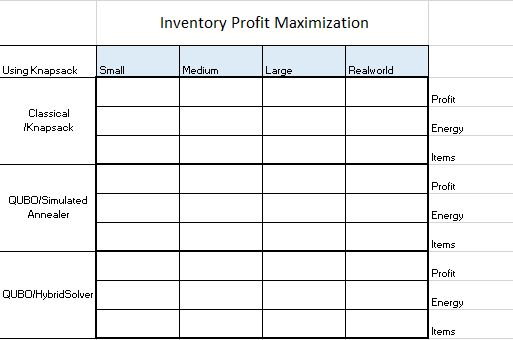 Inventory Profit Maximization
Using Knapsack Small Medium Large Realworld
Classical
/Knapsack
Profit
Energy
Items
QUBO/Simulated
Annealer
Profit
Energy
Items
QUBO/HybridSolver
Profit
Energy
Items